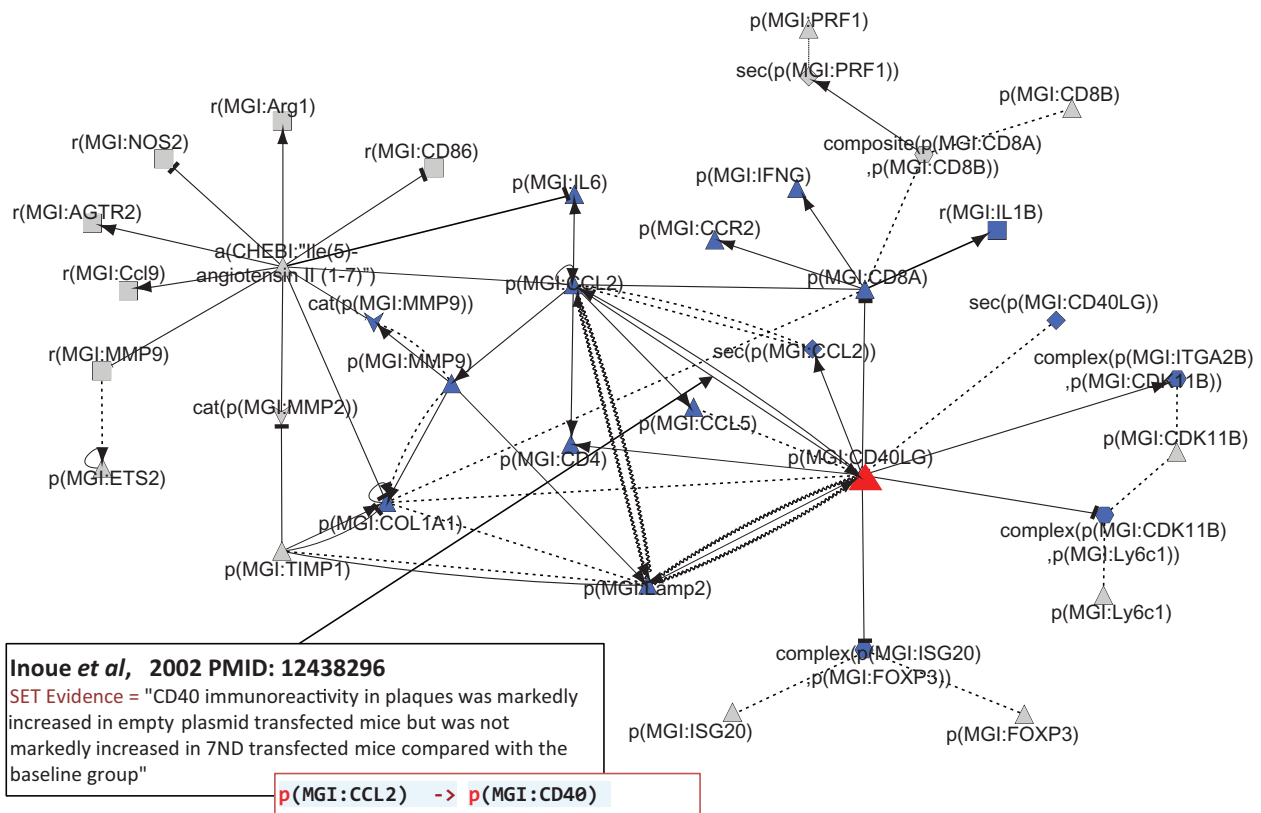 p(MGI:PRF1)
sec(p(MGI:PRF1))
p(MGI:CD8B)
r(MGI:Arg1)
r(MGI:NOS2)
r(MGI:CD86)
composite(p(MGI:CD8A)
,p(MGI:CD8B))
p(MGI:IL6)
p(MGI:IFNG)
r(MGI:AGTR2)
r(MGI:IL1B)
p(MGI:CCR2)
a(CHEBI:"Ile(5)-
angiotensin II (1-7)")
r(MGI:Ccl9)
p(MGI:CCL2)
p(MGI:CD8A)
cat(p(MGI:MMP9))
sec(p(MGI:CD40LG))
r(MGI:MMP9)
p(MGI:MMP9)
sec(p(MGI:CCL2))
complex(p(MGI:ITGA2B)
,p(MGI:CDK11B))
cat(p(MGI:MMP2))
p(MGI:CCL5)
p(MGI:CDK11B)
p(MGI:CD4)
p(MGI:CD40LG)
p(MGI:ETS2)
p(MGI:COL1A1)
complex(p(MGI:CDK11B)
,p(MGI:Ly6c1))
p(MGI:TIMP1)
p(MGI:Lamp2)
p(MGI:Ly6c1)
complex(p(MGI:ISG20)
,p(MGI:FOXP3))
p(MGI:ISG20)
p(MGI:FOXP3)
Inoue et al, 2002 PMID: 12438296
SET Evidence = "CD40 immunoreactivity in plaques was markedly
increased in empty plasmid transfected mice but was not
markedly increased in 7ND transfected mice compared with the
baseline group"
p(MGI:CCL2) -> p(MGI:CD40)